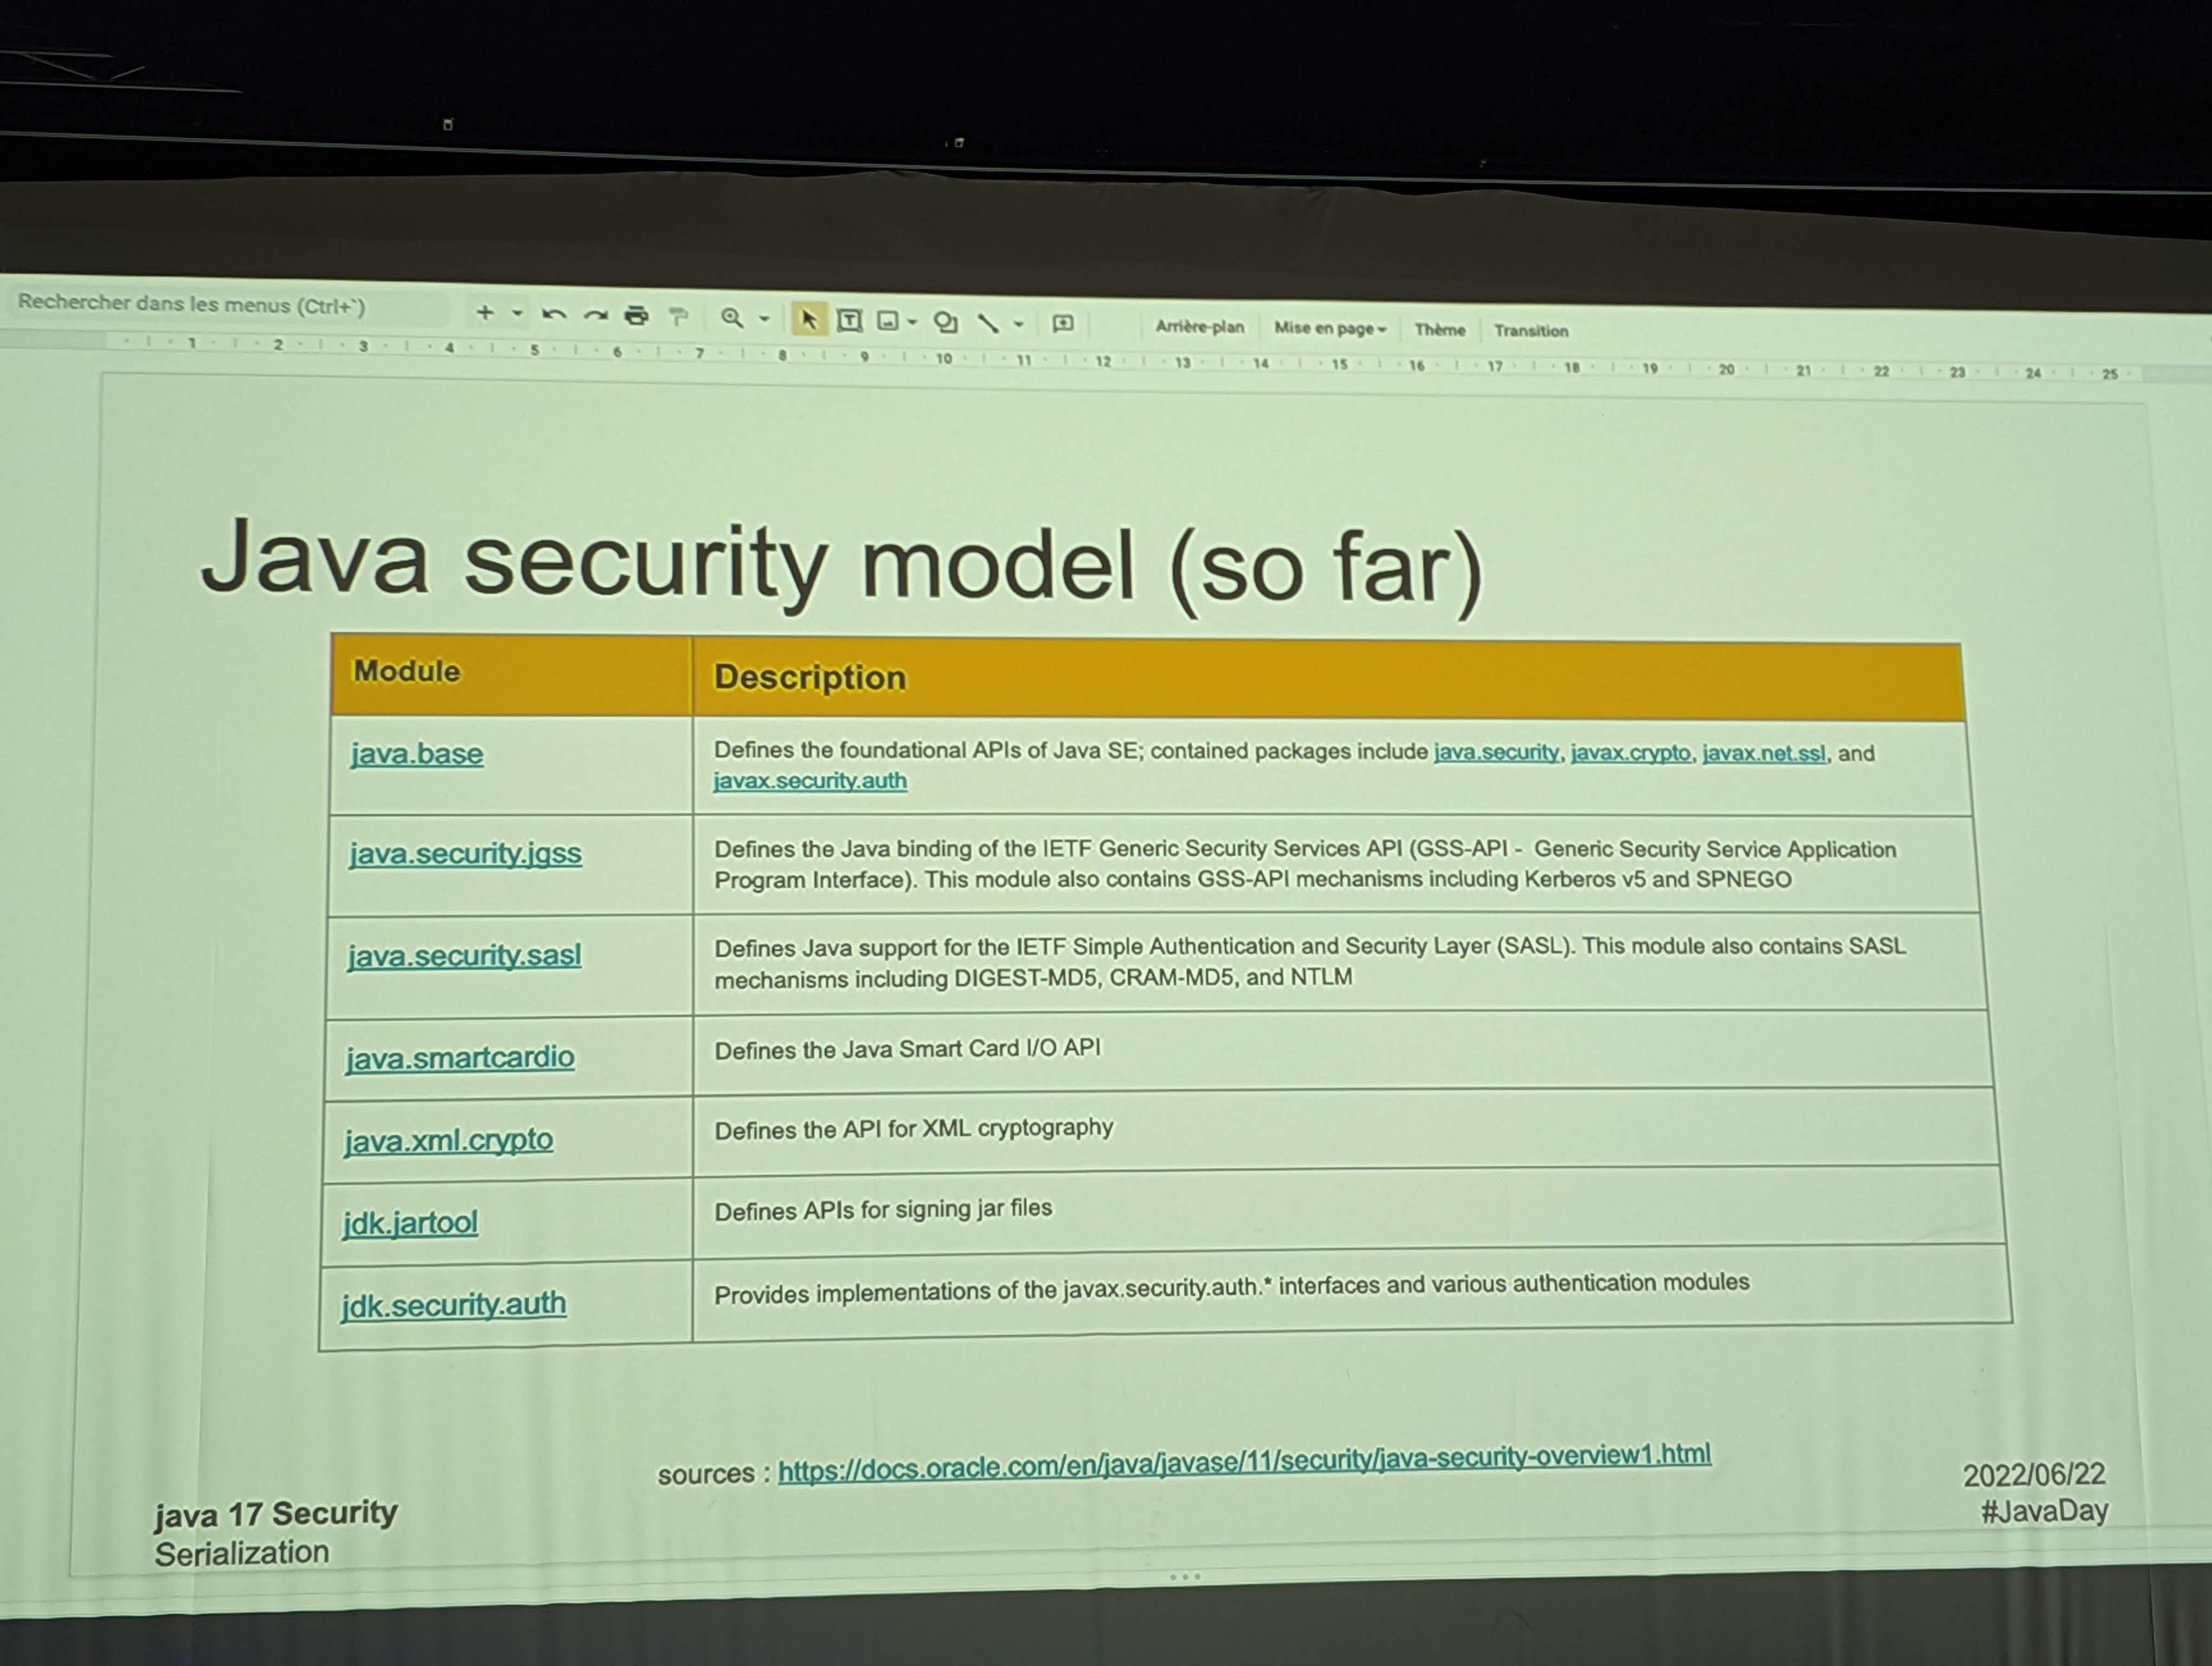 Rechercher dans les menus (Ctrl+`)
Arrière-plan Mise en page Thème Transition
1 2 3 4 5 6 7 8 9 10 11 12 13 14 15 16 17 18 19 20 21 22 23 24 25
Java security model (so far)
Module Description
java.base Defines the foundational APIs of Java SE; contained packages include java.security, javax.crypto, javax.net.ssl, and
javax.security.auth
java.security.jgss Defines the Java binding of the IETF Generic Security Services API (GSS-API - Generic Security Service Application
Program Interface). This module also contains GSS-API mechanisms including Kerberos v5 and SPNEGO
java.security.sasl Defines Java support for the IETF Simple Authentication and Security Layer (SASL). This module also contains SASL
mechanisms including DIGEST-MD5, CRAM-MD5, and NTLM
java.smartcardio Defines the Java Smart Card I/O API
java.xml.crypto Defines the API for XML cryptography
jdk.jartool Defines APIs for signing jar files
jdk.security.auth Provides implementations of the javax.security.auth.* interfaces and various authentication modules
sources : https://docs.oracle.com/en/java/javase/11/security/java-security-overview1.html
java 17 Security
Serialization
2022/06/22
#JavaDay